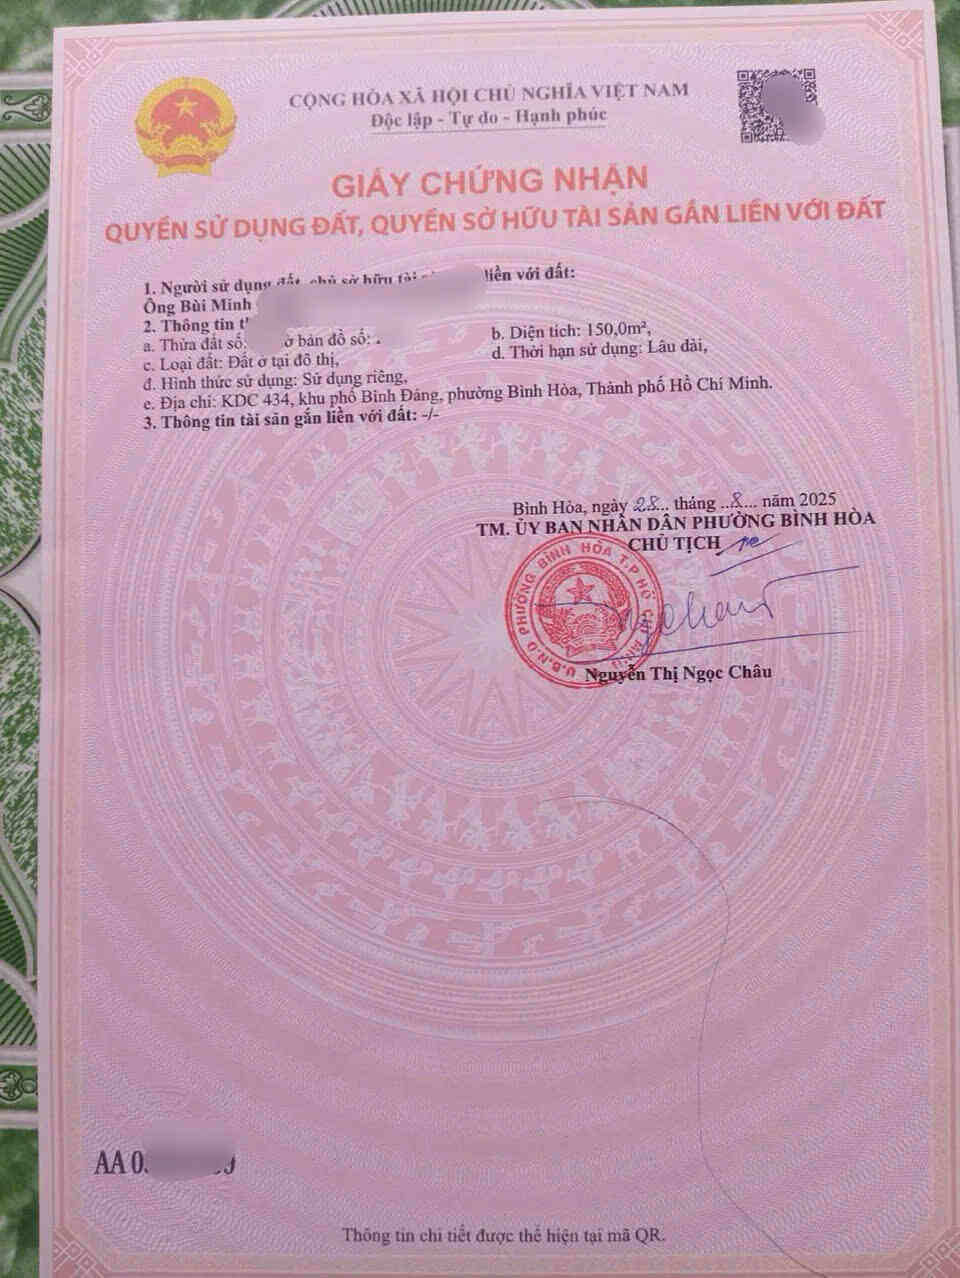 CỘNG HÒA XÃ HỘI CHỦ NGHĨA VIỆT NAM
Độc lập - Tự do - Hạnh phúc
GIẤY CHỨNG NHẬN
QUYỀN SỬ DỤNG ĐẤT, QUYỀN SỞ HỮU TÀI SẢN GẮN LIỀN VỚI ĐẤT
1. Người sử dụng đất, chủ sở hữu tài liền với đất:
Ông Bùi Minh
2. Thông tin
a. Thửa đất số: ở bản đồ số: b. Diện tích: 150,0m²,
c. Loại đất: Đất ở tại đô thị, d. Thời hạn sử dụng: Lâu dài,
đ. Hình thức sử dụng: Sử dụng riêng,
e. Địa chỉ: KDC 434, khu phố Bình Đáng, phường Bình Hòa, Thành phố Hồ Chí Minh.
3. Thông tin tài sản gắn liền với đất: -/-
Bình Hòa, ngày 28... tháng ..8... năm 2025
TM. ỦY BAN NHÂN DÂN PHƯỜNG BÌNH HÒA
CHỦ TỊCH
U.B.N.D PHƯỜNG BÌNH HÒA T.P HỒ CHÍ MINH
Nguyễn Thị Ngọc Châu
AA 0
Thông tin chi tiết được thể hiện tại mã QR.